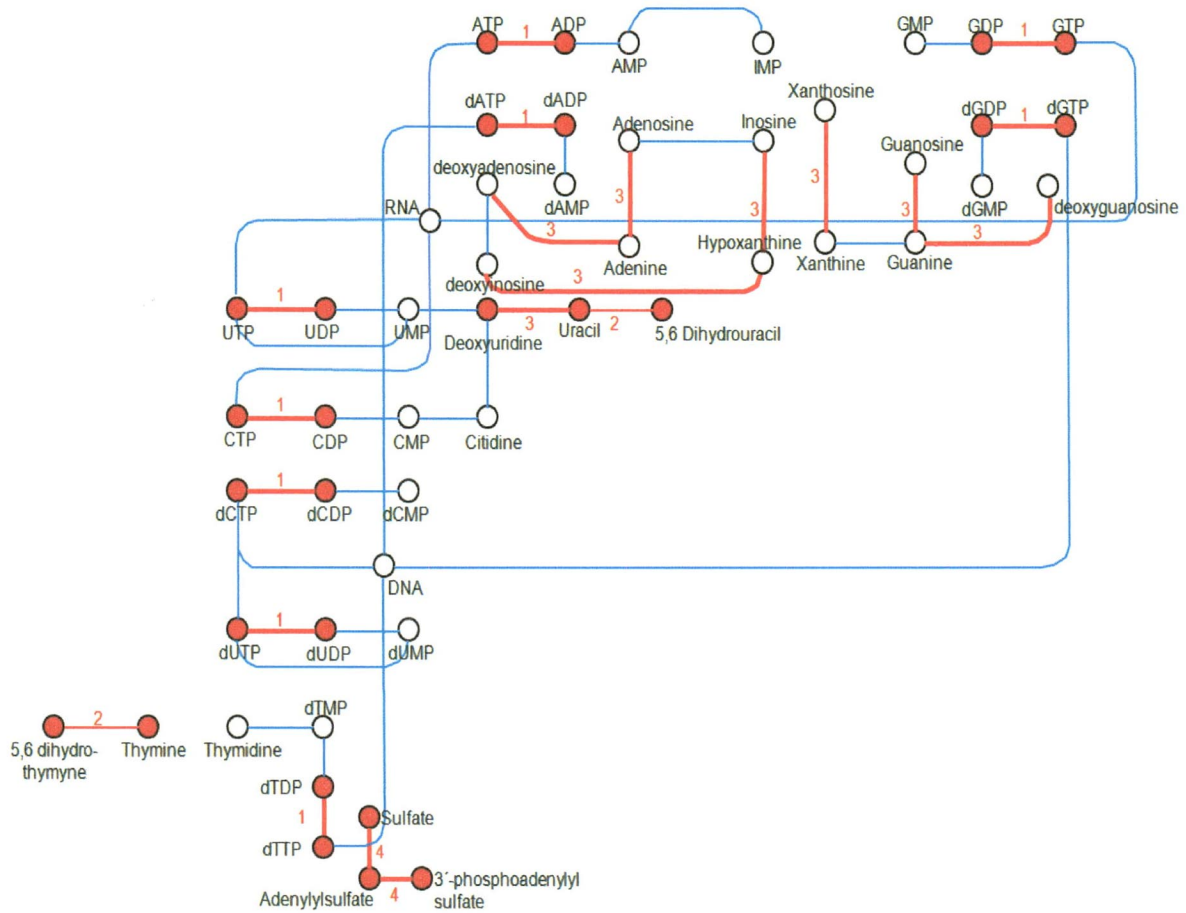 ATP 1 ADP
AMP
IMP
GMP GDP 1 GTP
dATP 1 dADP
deoxyadenosine
dAMP
Adenosine
Inosine
Xanthosine
Guanosine
dGDP 1 dGTP
dGMP
deoxyguanosine
RNA
3
3
3
3
3
3
Adenine
Hypoxanthine
Xanthine
Guanine
deoxyinosine
3
UTP 1 UDP
UMP
Deoxyuridine
3
Uracil
2
5,6 Dihydrouracil
CTP 1 CDP
CMP
Citidine
dCTP 1 dCDP
dCMP
DNA
dUTP 1 dUDP
dUMP
5,6 dihydro-
thymyne
2
Thymine
Thymidine
dTMP
dTDP
1
dTTP
Sulfate
4
Adenylylsulfate
4
3´-phosphoadenylyl
sulfate